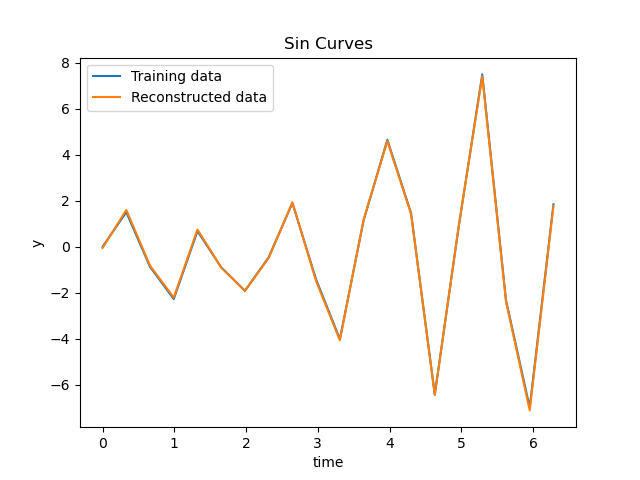 Sin Curves
Training data
Reconstructed data
8
6
4
2
0
−2
−4
−6
y
0 1 2 3 4 5 6
time